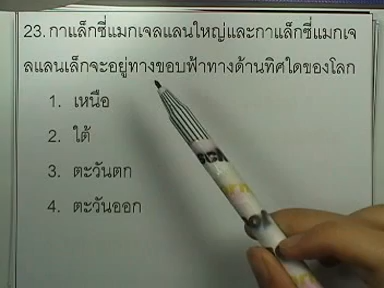 23. กาแล็กซี่แมกเจลแลนใหญ่และกาแล็กซี่แมกเจ
ลแลนเล็กจะอยู่ทางขอบฟ้าทางด้านทิศใดของโลก
1. เหนือ
2. ใต้
3. ตะวันตก
4. ตะวันออก